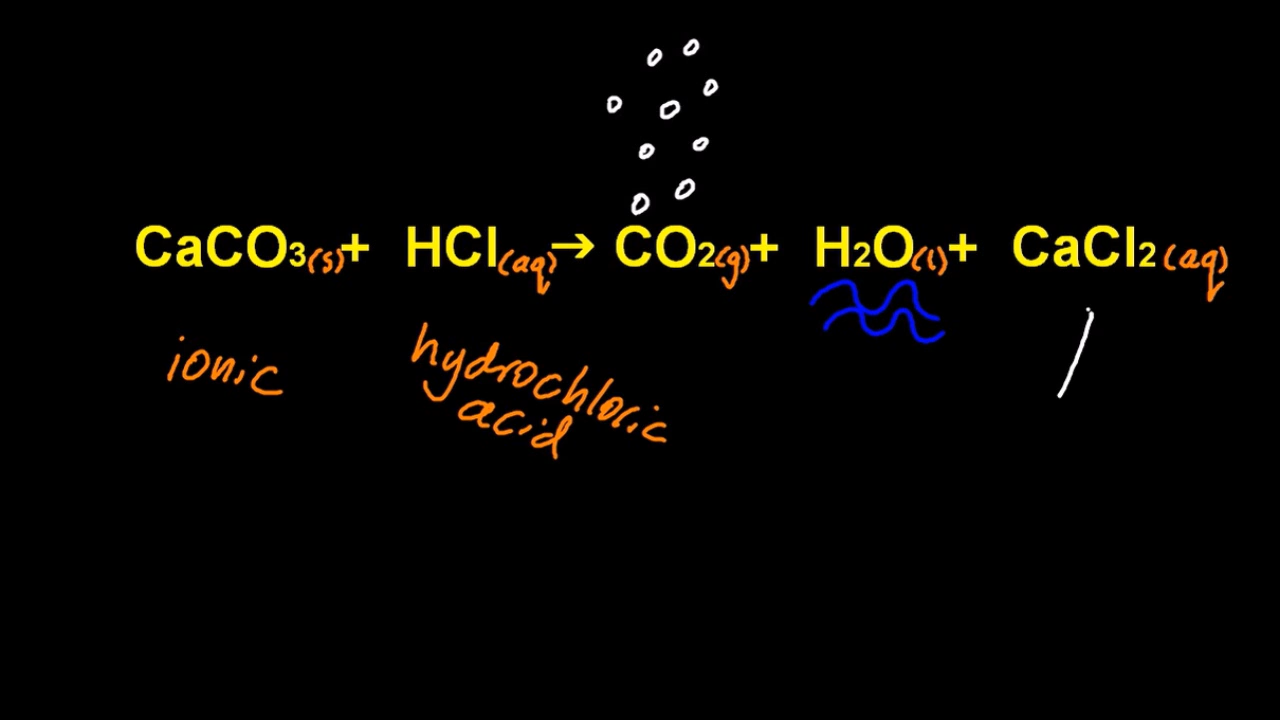 CaCO3(s)+ HCl(aq)→ CO2(g)+ H2O(l)+ CaCl2(aq)
ionic
hydrochloric
acid